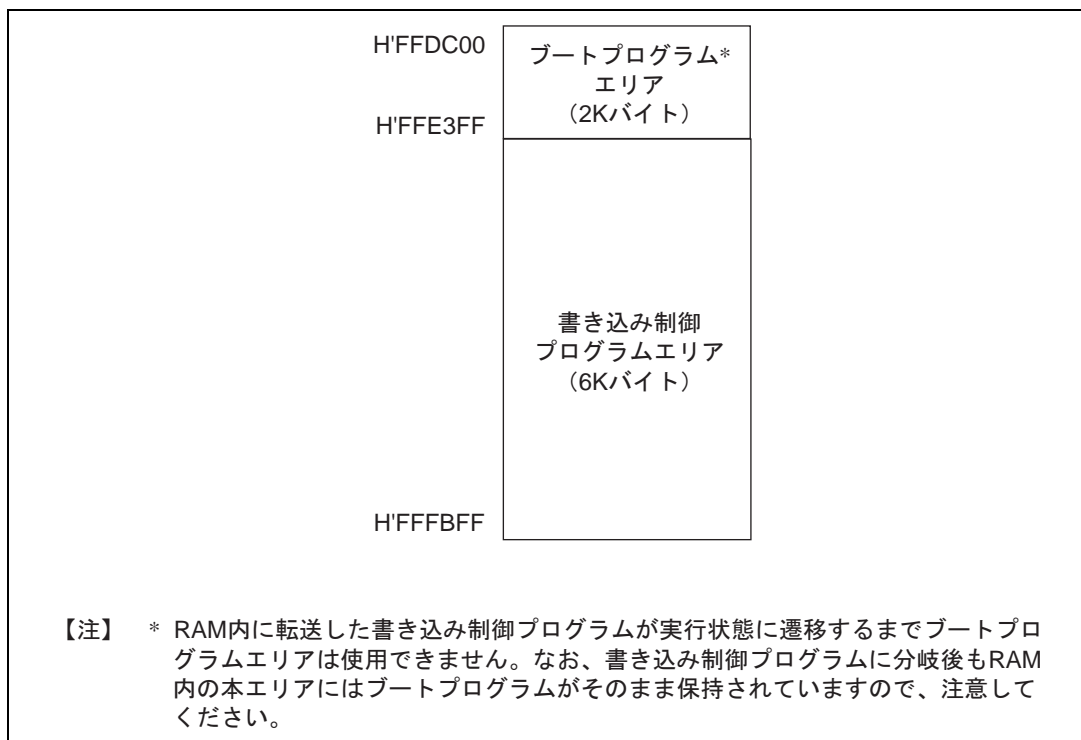 H'FFDC00
ブートプログラム*
エリア
(2Kバイト)
H'FFE3FF
書き込み制御
プログラムエリア
(6Kバイト)
H'FFFBFF
【注】 * RAM内に転送した書き込み制御プログラムが実行状態に遷移するまでブートプロ
グラムエリアは使用できません。なお、書き込み制御プログラムに分岐後もRAM
内の本エリアにはブートプログラムがそのまま保持されていますので、注意して
ください。